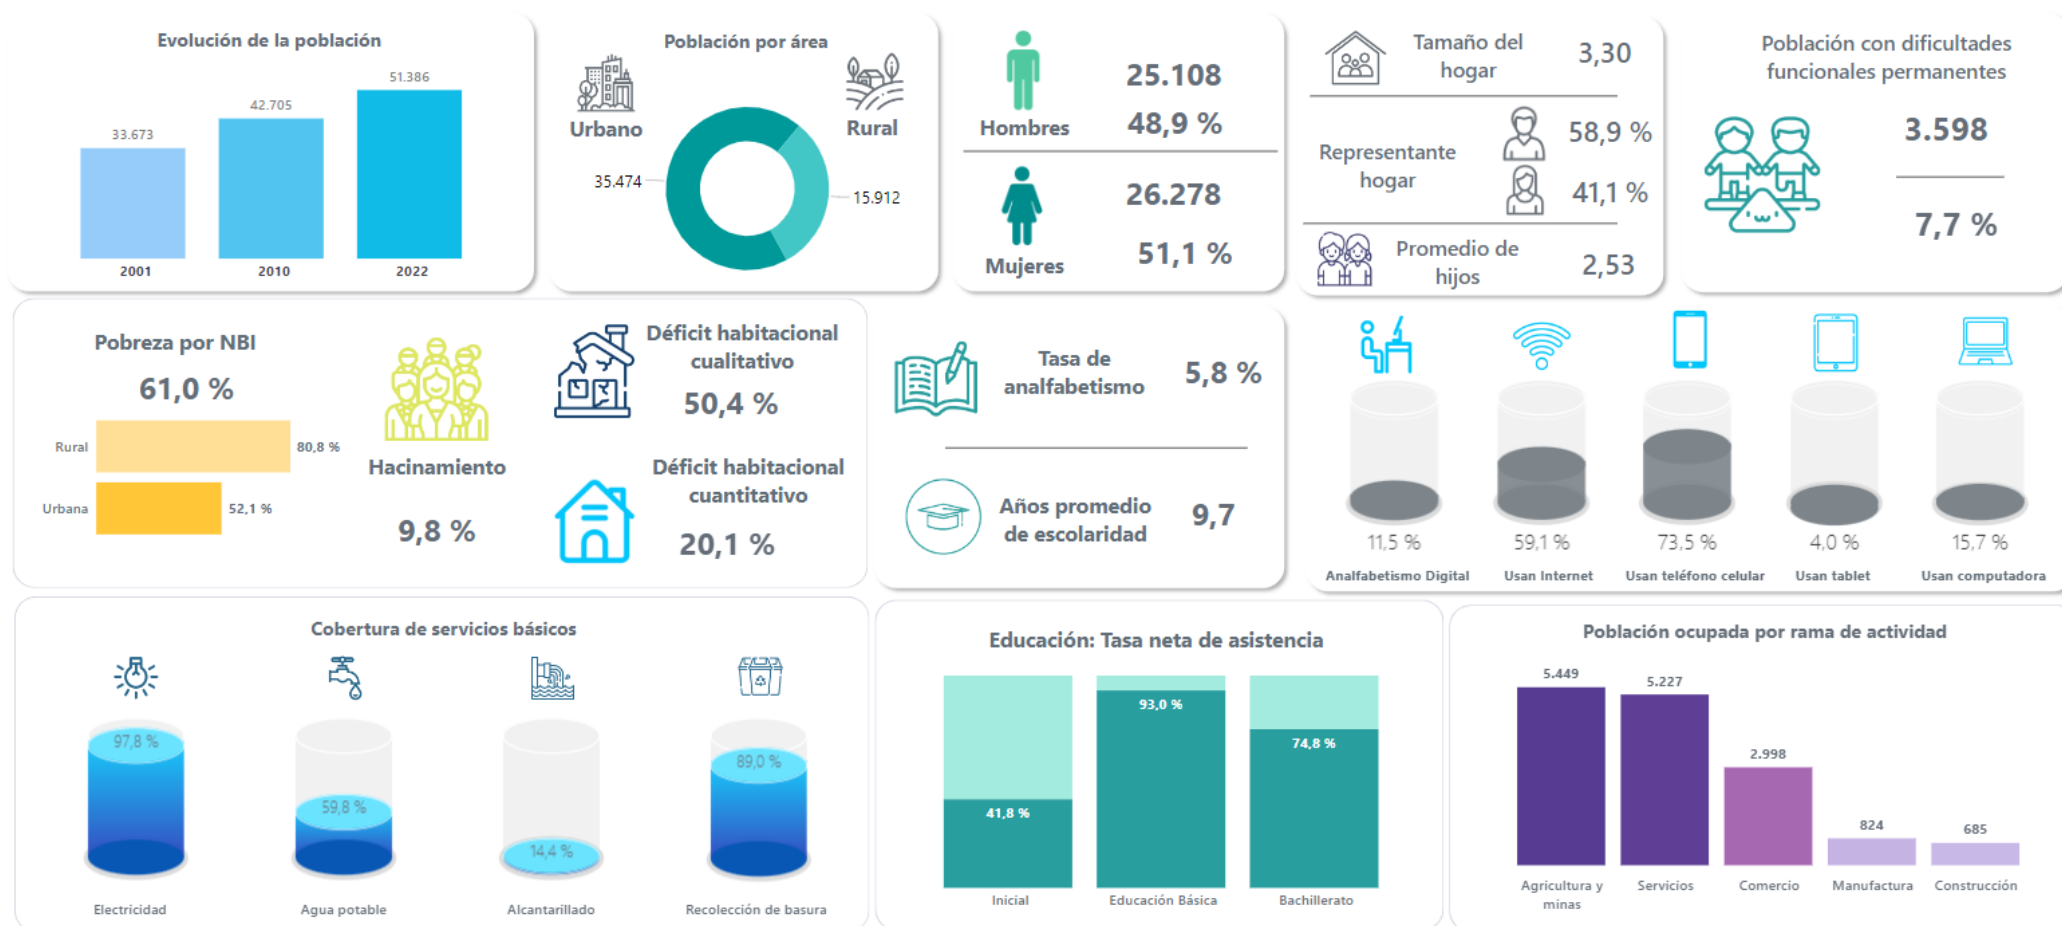 Evolución de la población
33.673
42.705
51.386
2001
2010
2022
Población por área
Urbano
Rural
35.474
15.912
25.108
Hombres
48,9 %
26.278
Mujeres
51,1 %
Tamaño del
hogar
3,30
Representante
hogar
58,9 %
41,1 %
Promedio de
hijos
2,53
Población con dificultades
funcionales permanentes
3.598
7,7 %
Pobreza por NBI
61,0 %
Rural
80,8 %
Urbana
52,1 %
Hacinamiento
9,8 %
Déficit habitacional
cualitativo
50,4 %
Déficit habitacional
cuantitativo
20,1 %
Tasa de
analfabetismo
5,8 %
Años promedio
de escolaridad
9,7
11,5 %
59,1 %
73,5 %
4,0 %
15,7 %
Analfabetismo Digital
Usan Internet
Usan teléfono celular
Usan tablet
Usan computadora
Cobertura de servicios básicos
97,8 %
59,8 %
14,4 %
89,0 %
Electricidad
Agua potable
Alcantarillado
Recolección de basura
Educación: Tasa neta de asistencia
41,8 %
93,0 %
74,8 %
Inicial
Educación Básica
Bachillerato
Población ocupada por rama de actividad
5.449
5.227
2.998
824
685
Agricultura y
minas
Servicios
Comercio
Manufactura
Construcción